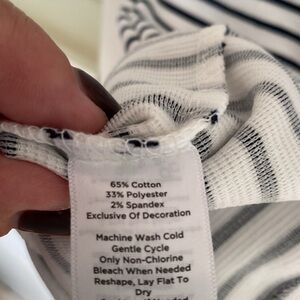 65% Cotton
33% Polyester
2% Spandex
Exclusive Of Decoration
Machine Wash Cold
Gentle Cycle
Only Non-Chlorine
Bleach When Needed
Reshape, Lay Flat To
Dry